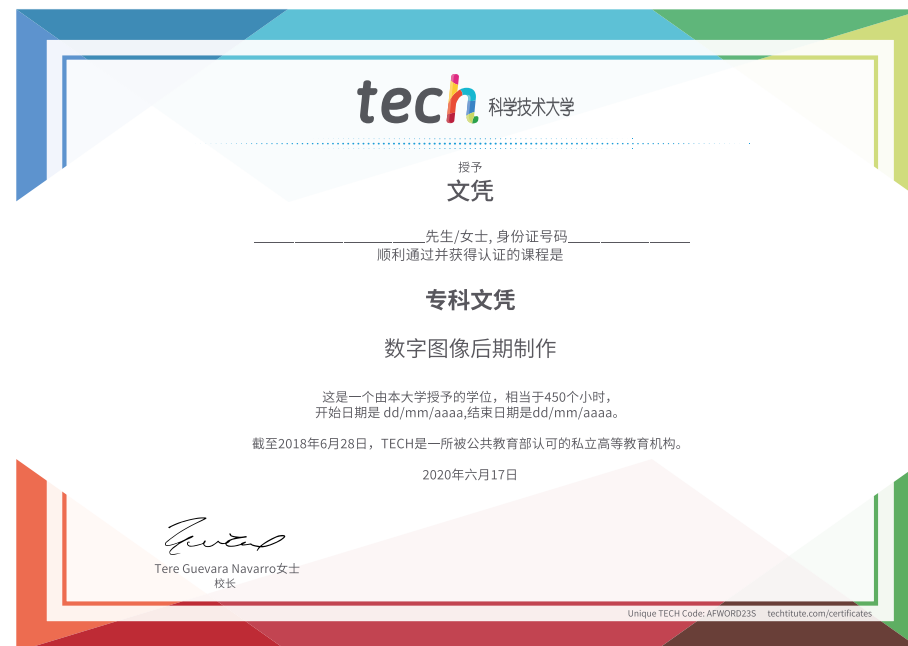 tech 科学技术大学
授予
文凭
______________________先生/女士, 身份证号码________________
顺利通过并获得认证的课程是
专科文凭
数字图像后期制作
这是一个由本大学授予的学位，相当于450个小时，
开始日期是 dd/mm/aaaa,结束日期是dd/mm/aaaa。
截至2018年6月28日，TECH是一所被公共教育部认可的私立高等教育机构。
2020年六月17日
Tere Guevara Navarro女士
校长
Unique TECH Code: AFWORD23S techtitute.com/certificates